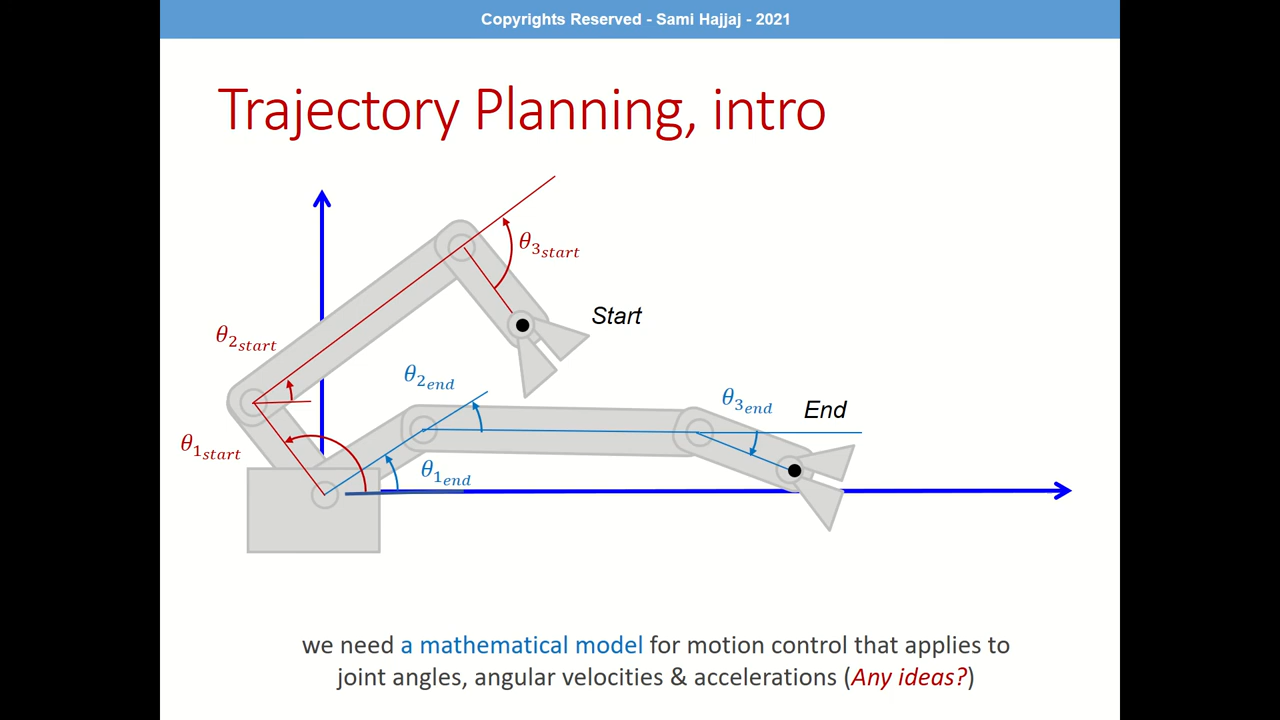 Copyrights Reserved - Sami Hajjaj - 2021
Trajectory Planning, intro
θ3start
Start
θ2start
θ2end
θ3end
End
θ1start
θ1end
we need a mathematical model for motion control that applies to
joint angles, angular velocities & accelerations (Any ideas?)